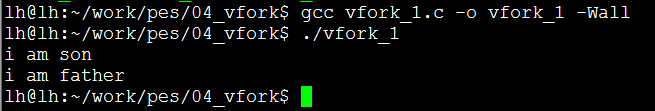 lh@lh:~/work/pes/04_vfork$ gcc vfork_1.c -o vfork_1 -Wall
lh@lh:~/work/pes/04_vfork$ ./vfork_1
i am son
i am father
lh@lh:~/work/pes/04_vfork$